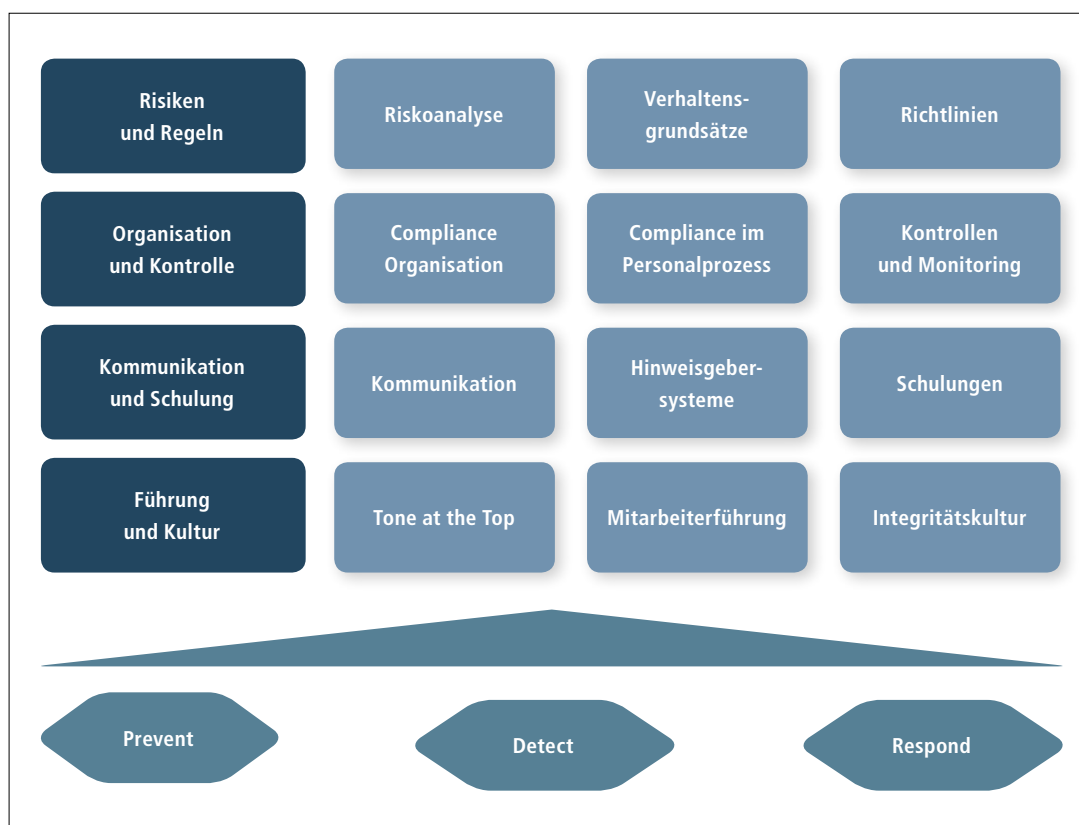 Risiken
und Regeln
Riskoanalyse
Verhaltens-
grundsätze
Richtlinien
Organisation
und Kontrolle
Compliance
Organisation
Compliance im
Personalprozess
Kontrollen
und Monitoring
Kommunikation
und Schulung
Kommunikation
Hinweisgeber-
systeme
Schulungen
Führung
und Kultur
Tone at the Top
Mitarbeiterführung
Integritätskultur
Prevent
Detect
Respond